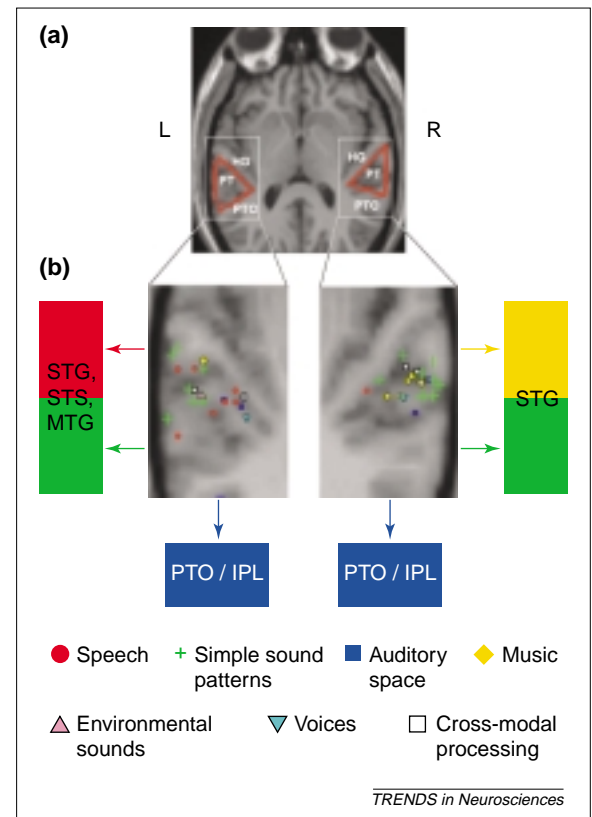 (a)
L
R
HG
HG
PT
PT
PTO
PTO
(b)
STG,
STS,
MTG
STG
PTO / IPL
PTO / IPL
Speech
Simple sound
patterns
Auditory
space
Music
Environmental
sounds
Voices
Cross-modal
processing
TRENDS in Neurosciences